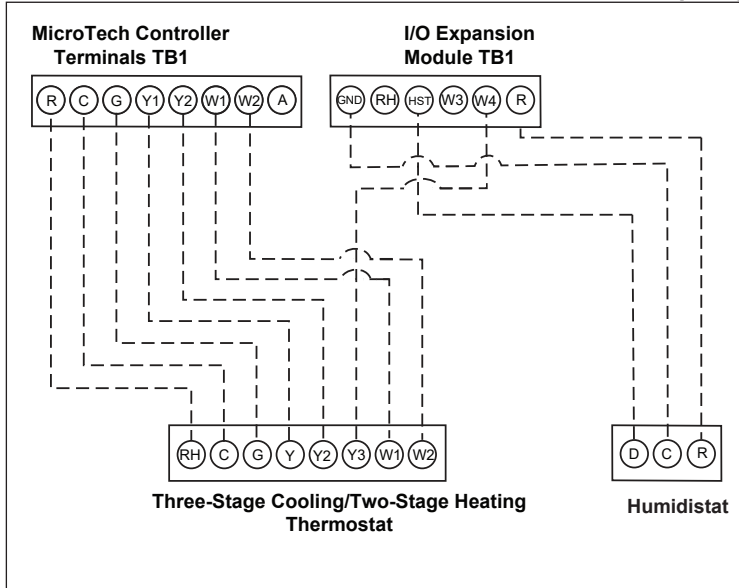 MicroTech Controller
Terminals TB1
I/O Expansion
Module TB1
R C G Y1 Y2 W1 W2 A
GND RH HST W3 W4 R
RH C G Y Y2 Y3 W1 W2
D C R
Three-Stage Cooling/Two-Stage Heating
Thermostat
Humidistat